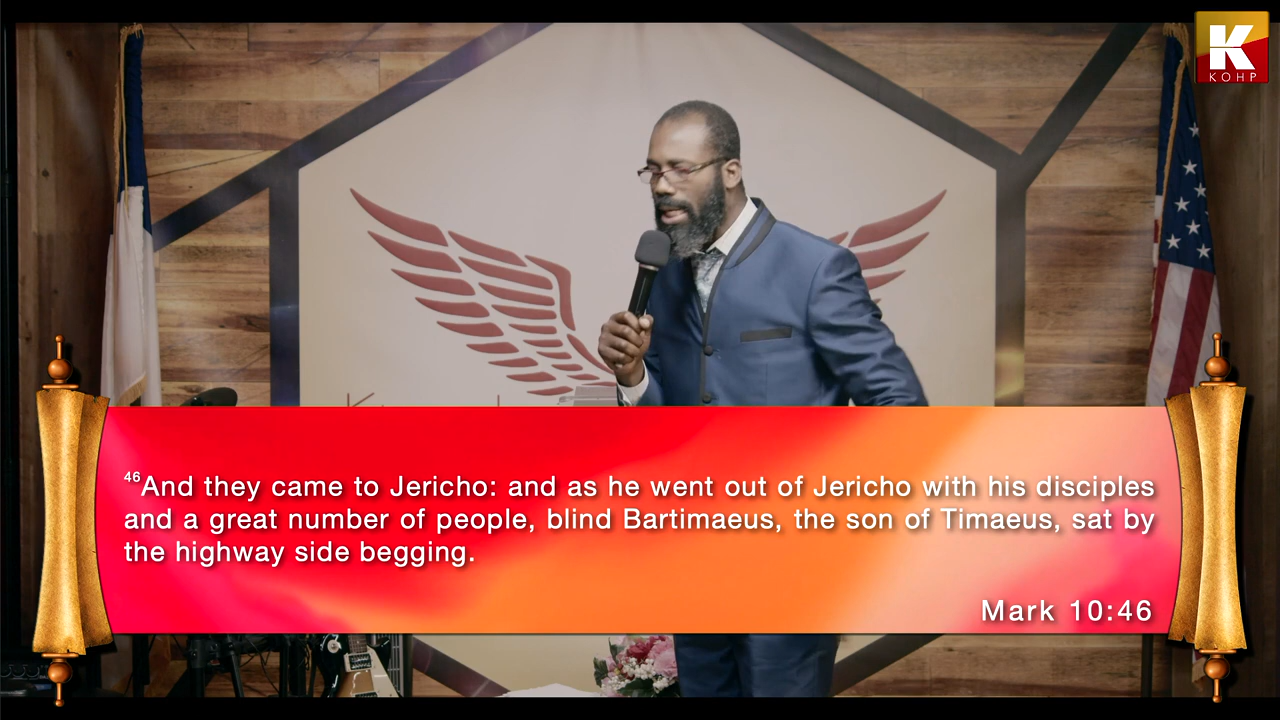 K
KOHP
46And they came to Jericho: and as he went out of Jericho with his disciples
and a great number of people, blind Bartimaeus, the son of Timaeus, sat by
the highway side begging.
Mark 10:46